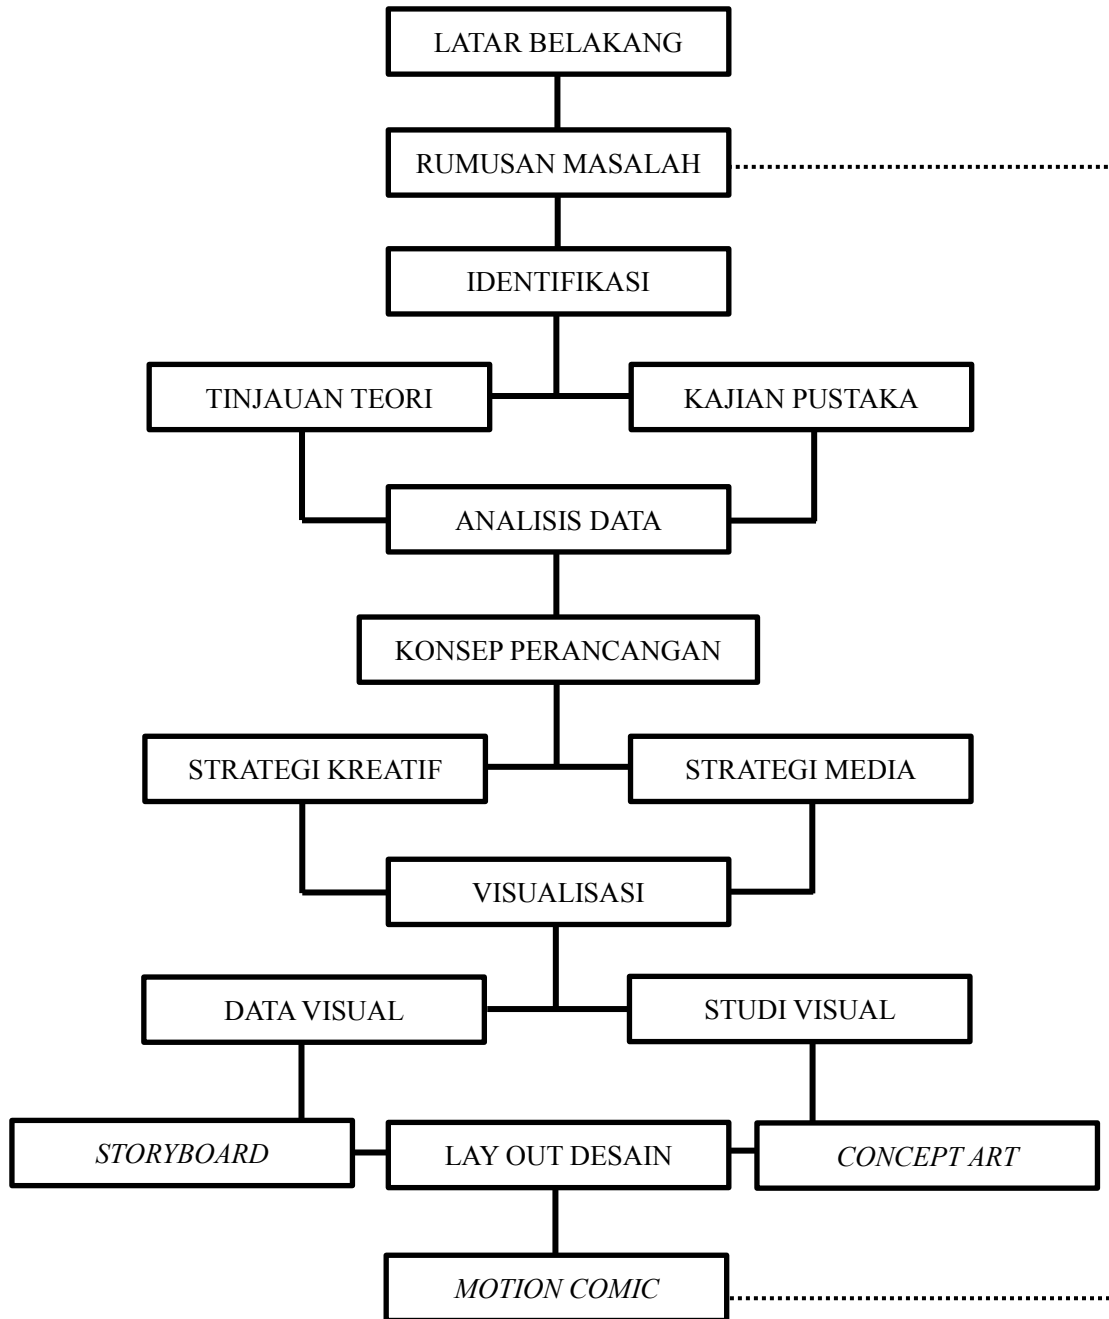 LATAR BELAKANG
RUMUSAN MASALAH
IDENTIFIKASI
TINJAUAN TEORI
KAJIAN PUSTAKA
ANALISIS DATA
KONSEP PERANCANGAN
STRATEGI KREATIF
STRATEGI MEDIA
VISUALISASI
DATA VISUAL
STUDI VISUAL
STORYBOARD
LAY OUT DESAIN
CONCEPT ART
MOTION COMIC